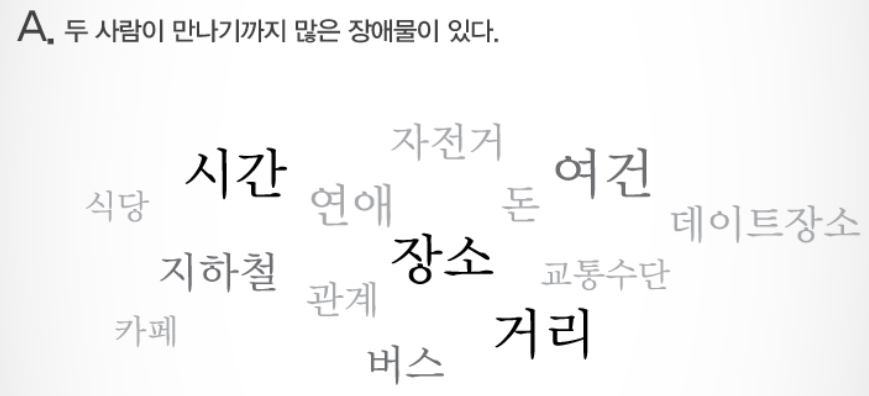 A. 두 사람이 만나기까지 많은 장애물이 있다.
자전거
시간
여건
식당
연애
돈
데이트장소
장소
지하철
교통수단
관계
카페
거리
버스